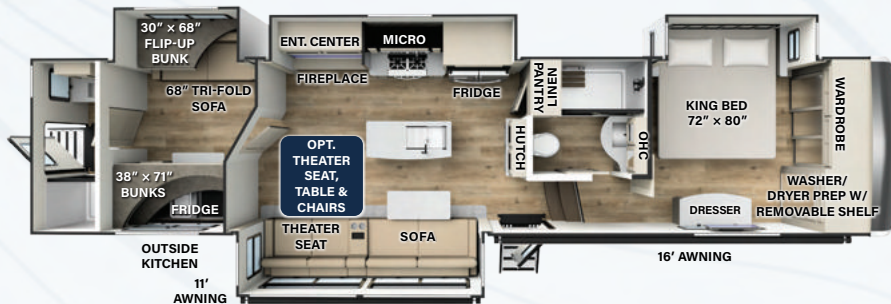 30" × 68"
FLIP-UP
BUNK
68" TRI-FOLD
SOFA
38" × 71"
BUNKS
FRIDGE
OUTSIDE
KITCHEN
11'
AWNING
ENT. CENTER
MICRO
FIREPLACE
FRIDGE
OPT.
THEATER
SEAT,
TABLE &
CHAIRS
THEATER
SEAT
SOFA
HUTCH
PANTRY
LINEN
OHC
KING BED
72" × 80"
WARDROBE
WASHER/
DRYER PREP W/
REMOVABLE SHELF
DRESSER
16' AWNING